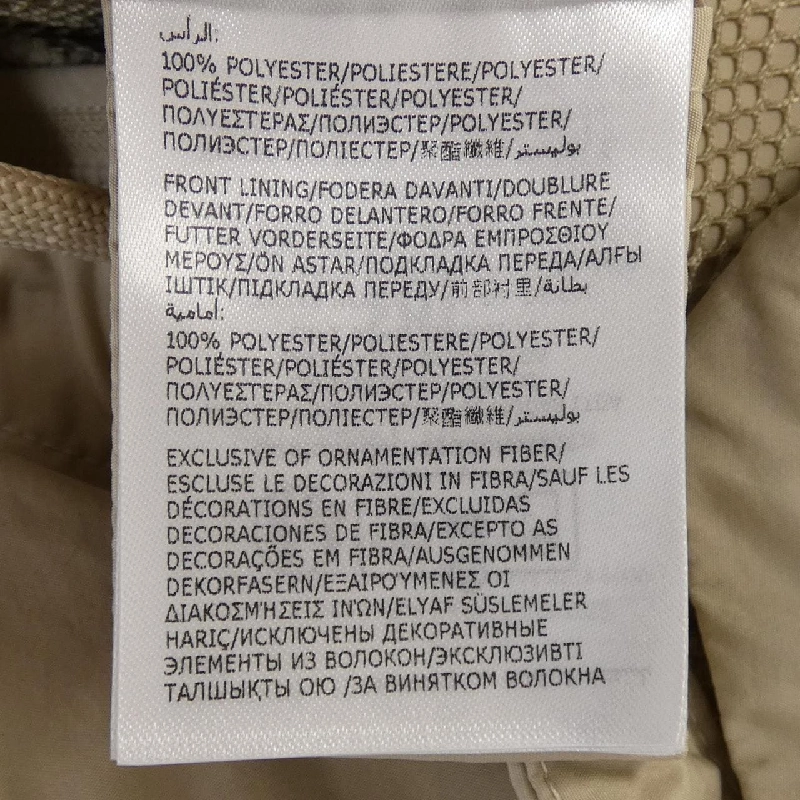 الرأس:
100% POLYESTER/POLIESTERE/POLYESTER/
POLIÉSTER/POLIÉSTER/POLYESTER/
ΠΟΛΥΕΣΤΕΡΑΣ/ПОЛИЭСТЕР/POLYESTER/
ПОЛИЭСТЕР/ПОЛІЕСТЕР/聚酯纖維/بوليستر
FRONT LINING/FODERA DAVANTI/DOUBLURE
DEVANT/FORRO DELANTERO/FORRO FRENTE/
FUTTER VORDERSEITE/ΦΟΔΡΑ ΕΜΠΡΟΣΘΙΟΥ
ΜΕΡΟΥΣ/ÖN ASTAR/ПОДКЛАДКА ПЕРЕДА/АЛҒЫ
ІШТІК/ПІДКЛАДКА ПЕРЕДУ/前部衬里/بطانة
أمامية:
100% POLYESTER/POLIESTERE/POLYESTER/
POLIÉSTER/POLIÉSTER/POLYESTER/
ΠΟΛΥΕΣΤΕΡΑΣ/ПОЛИЭСТЕР/POLYESTER/
ПОЛИЭСТЕР/ПОЛІЕСТЕР/聚酯纖維/بوليستر
EXCLUSIVE OF ORNAMENTATION FIBER/
ESCLUSE LE DECORAZIONI IN FIBRA/SAUF LES
DÉCORATIONS EN FIBRE/EXCLUIDAS
DECORACIONES DE FIBRA/EXCEPTO AS
DECORAÇÕES EM FIBRA/AUSGENOMMEN
DEKORFASERN/ΕΞΑΙΡΟΎΜΕΝΕΣ ΟΙ
ΔΙΑΚΟΣΜΉΣΕΙΣ ΙΝΏΝ/ELYAF SÜSLEMELER
HARİÇ/ИСКЛЮЧЕНЫ ДЕКОРАТИВНЫЕ
ЭЛЕМЕНТЫ ИЗ ВОЛОКОН/ЭКСКЛЮЗИВТІ
ТАЛШЫҚТЫ ОЮ /ЗА ВИНЯТКОМ ВОЛОКНА